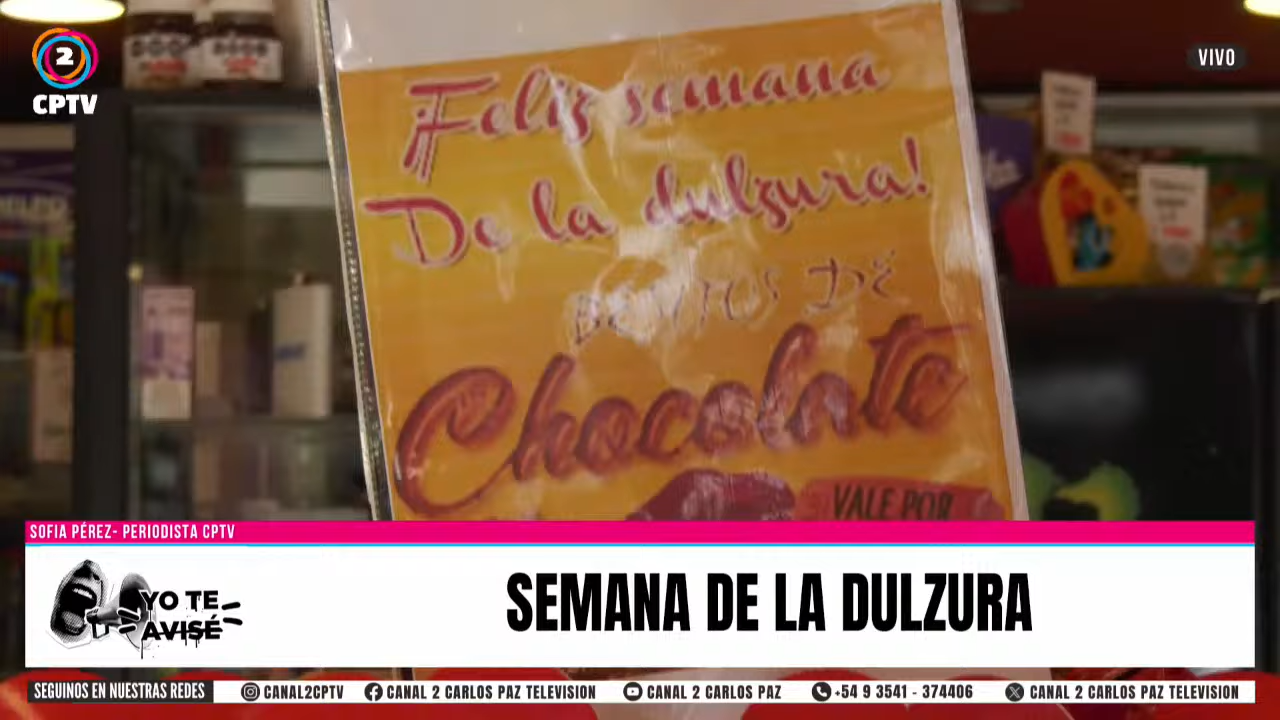 2
CPTV
VIVO
Feliz semana
De la dulzura!
BESITOS DE
Chocolate
VALE POR
SOFIA PÉREZ- PERIODISTA CPTV
YO TE
AVISÉ
SEMANA DE LA DULZURA
SEGUINOS EN NUESTRAS REDES
CANAL2CPTV
CANAL 2 CARLOS PAZ TELEVISION
CANAL 2 CARLOS PAZ
+54 9 3541 - 374406
CANAL 2 CARLOS PAZ TELEVISION